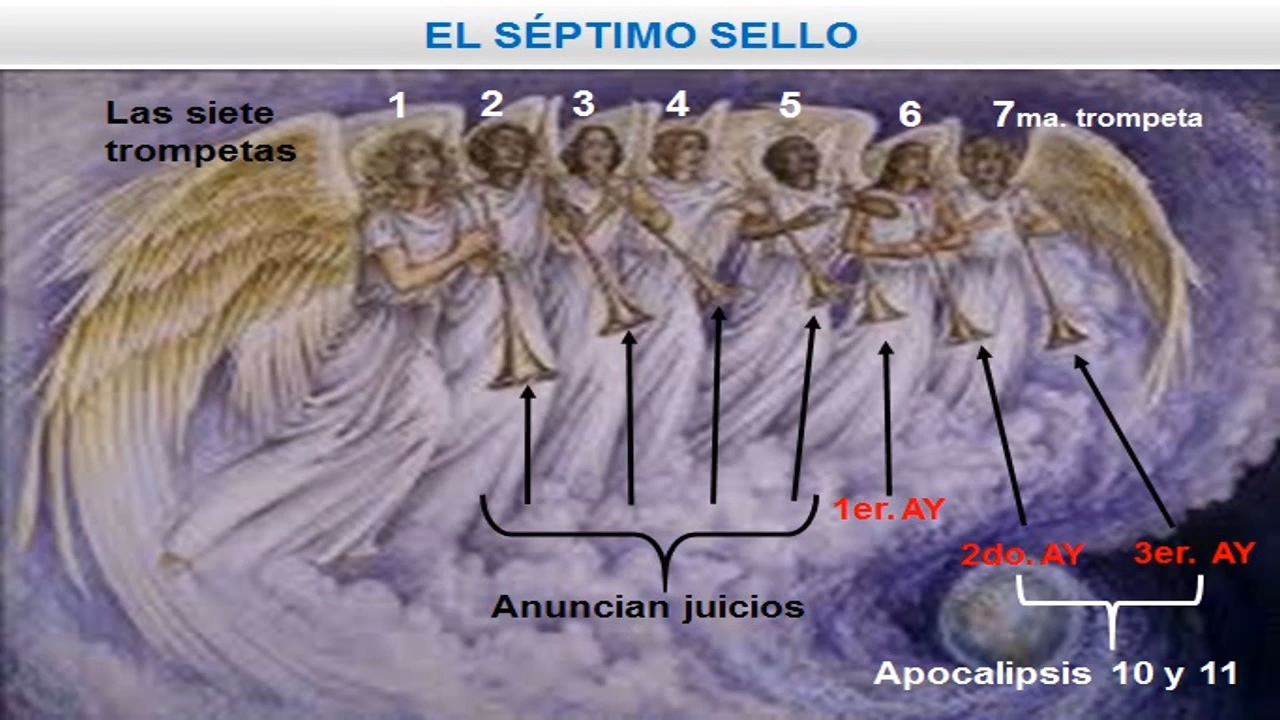 EL SÉPTIMO SELLO
Las siete
trompetas
1 2 3 4 5 6 7ma. trompeta
1er. AY
2do. AY 3er. AY
Anuncian juicios
Apocalipsis 10 y 11